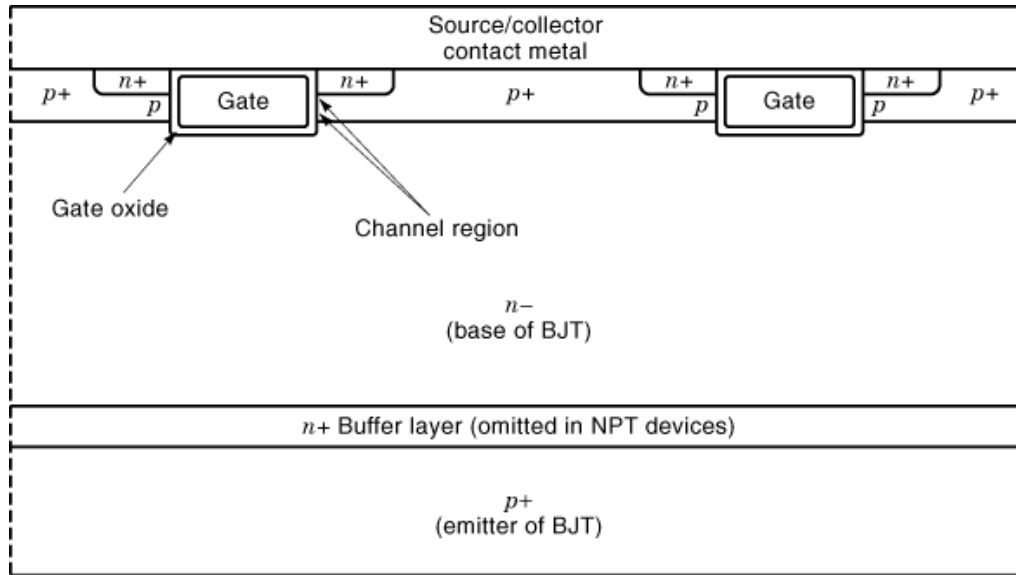 Source/collector
contact metal
p+ n+ Gate n+ p+ n+ Gate n+ p+
p p p
Gate oxide
Channel region
n−
(base of BJT)
n+ Buffer layer (omitted in NPT devices)
p+
(emitter of BJT)